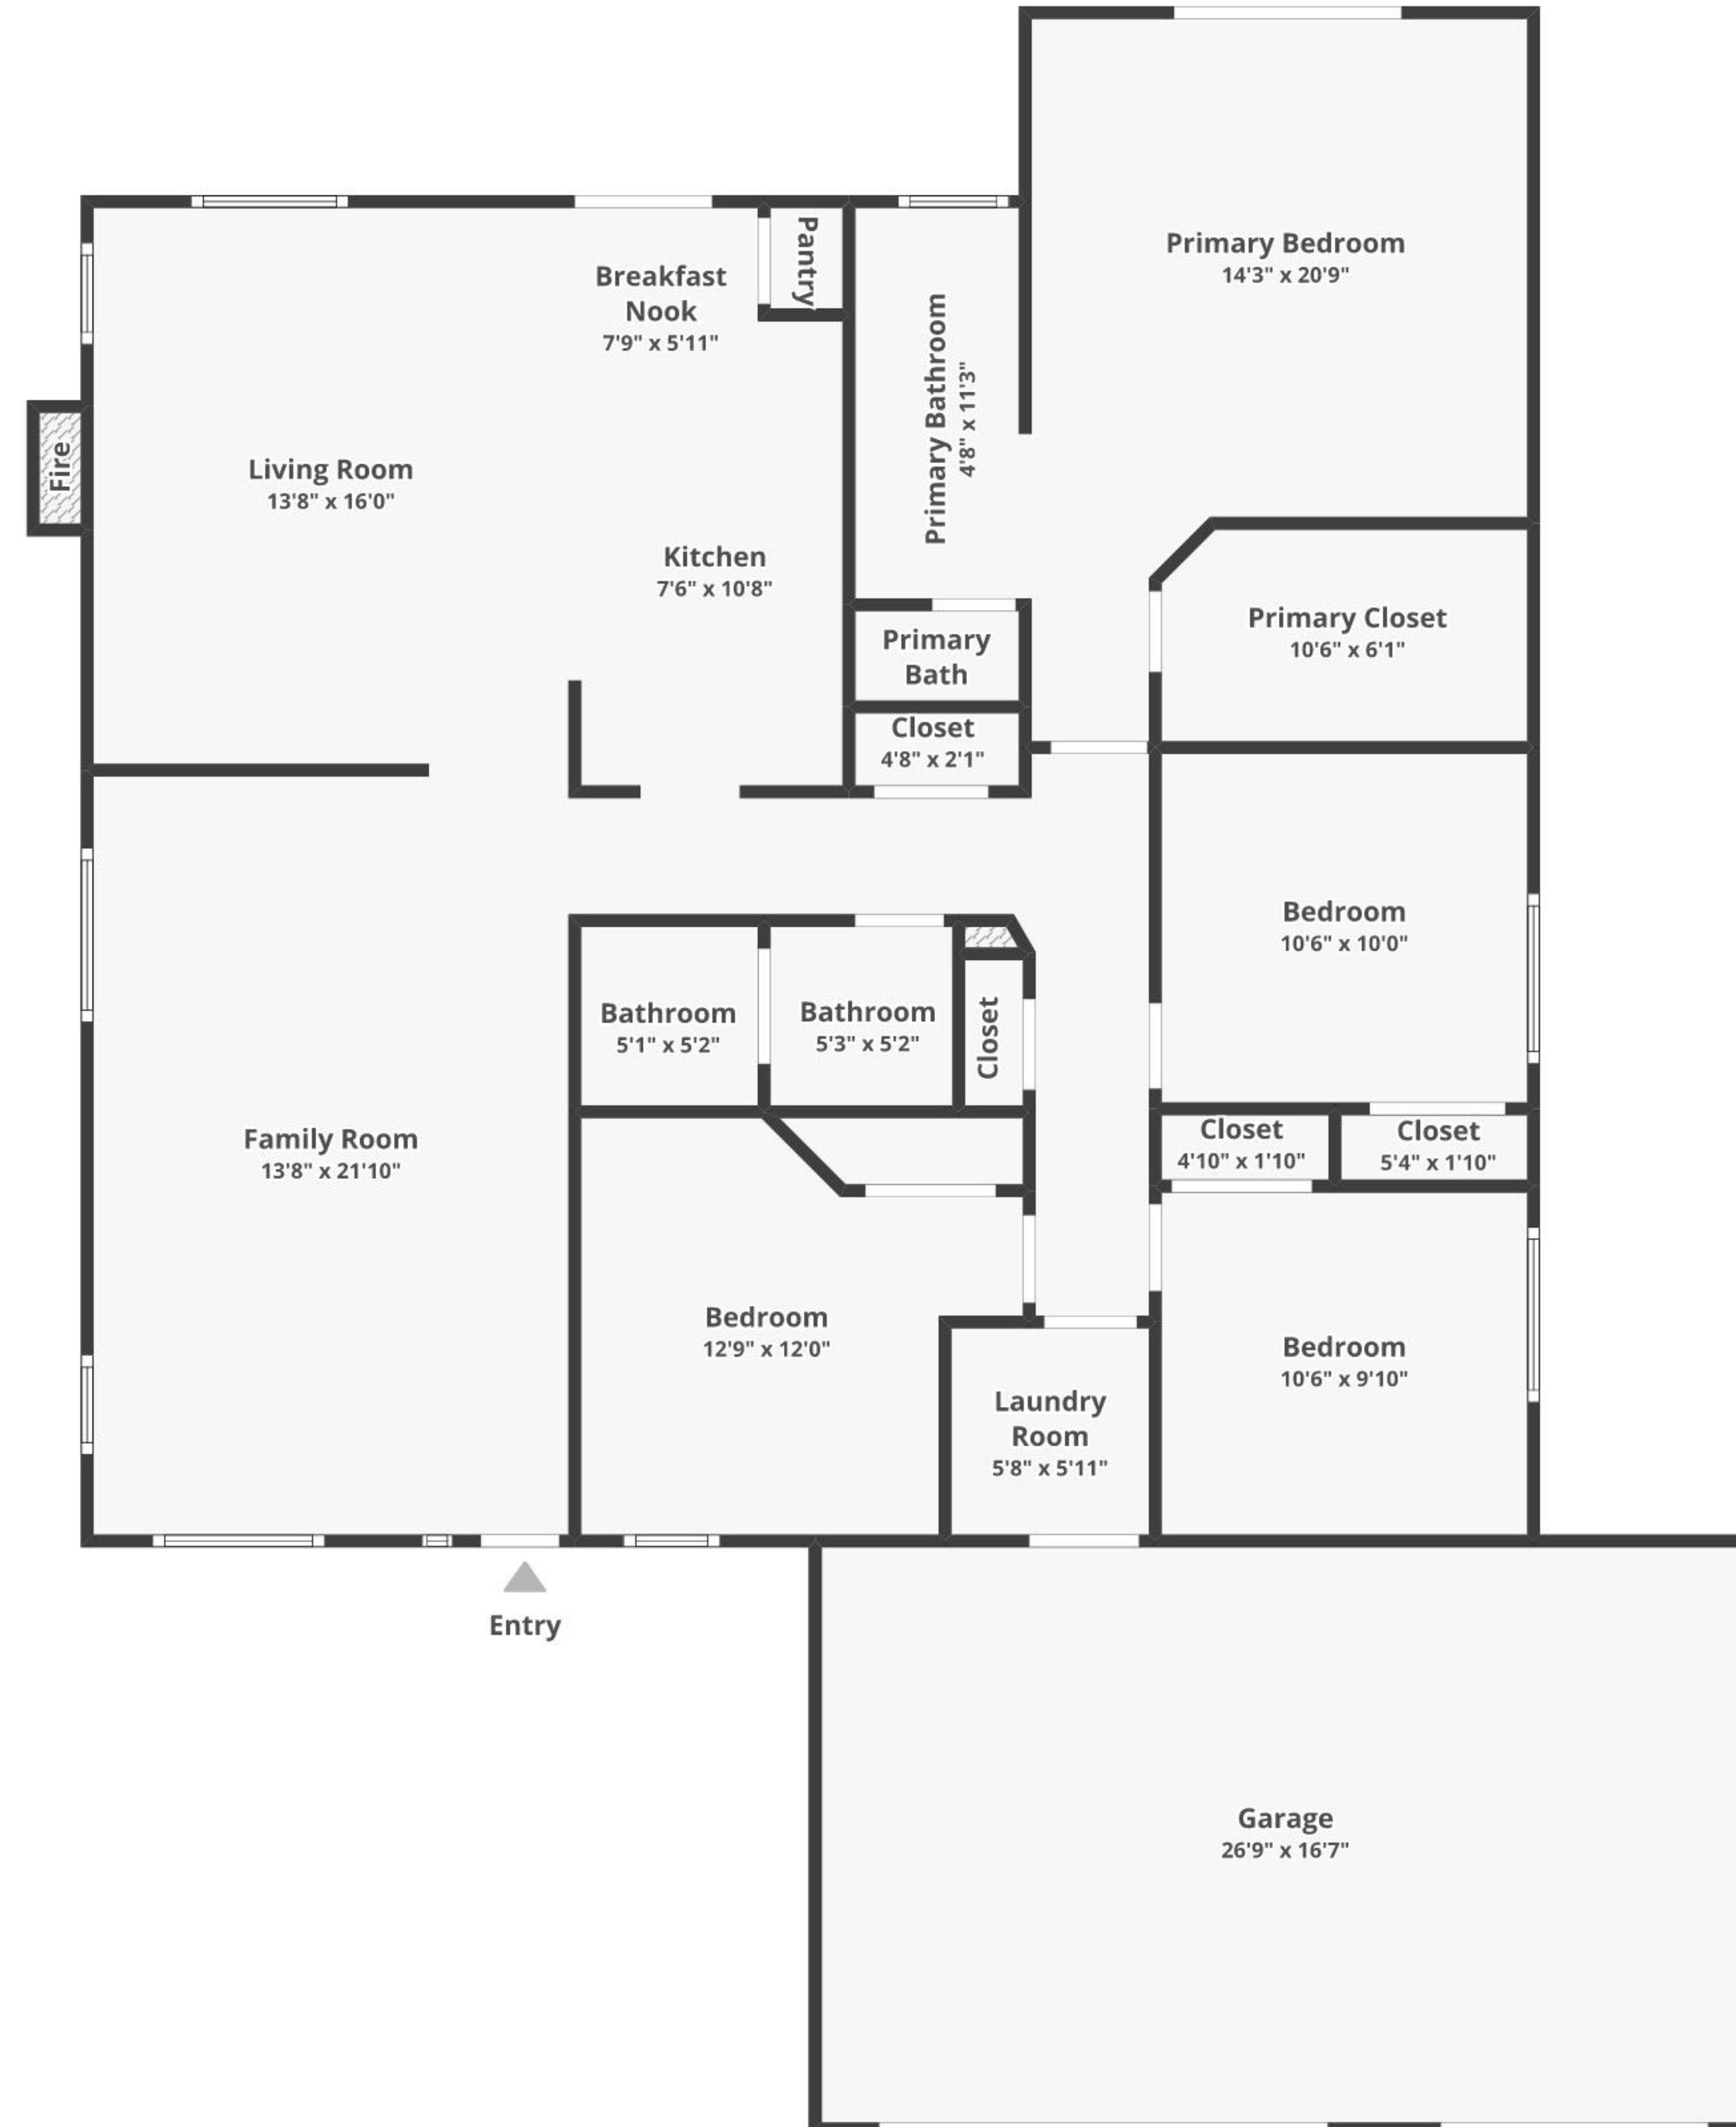 Primary Bedroom
14'3" x 20'9"
Pantry
Breakfast
Nook
7'9" x 5'11"
Primary Bathroom
4'8" x 11'3"
Fire
Living Room
13'8" x 16'0"
Kitchen
7'6" x 10'8"
Primary Closet
10'6" x 6'1"
Primary
Bath
Closet
4'8" x 2'1"
Bedroom
10'6" x 10'0"
Bathroom
5'1" x 5'2"
Bathroom
5'3" x 5'2"
Closet
Family Room
13'8" x 21'10"
Closet
4'10" x 1'10"
Closet
5'4" x 1'10"
Bedroom
12'9" x 12'0"
Bedroom
10'6" x 9'10"
Laundry
Room
5'8" x 5'11"
Entry
Garage
26'9" x 16'7"